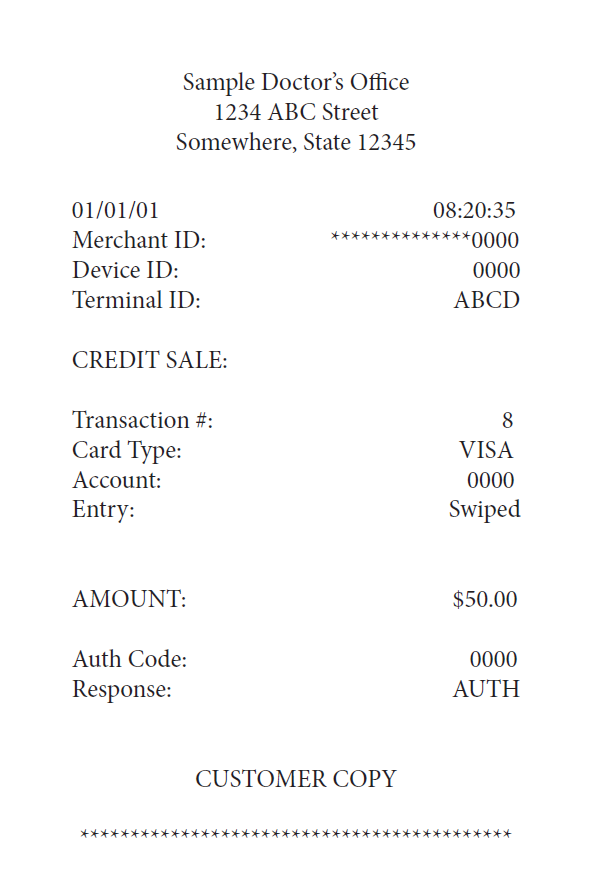 Sample Doctor’s Office
1234 ABC Street
Somewhere, State 12345
01/01/01 08:20:35
Merchant ID: **************0000
Device ID: 0000
Terminal ID: ABCD
CREDIT SALE:
Transaction #: 8
Card Type: VISA
Account: 0000
Entry: Swiped
AMOUNT: $50.00
Auth Code: 0000
Response: AUTH
CUSTOMER COPY
*******************************************